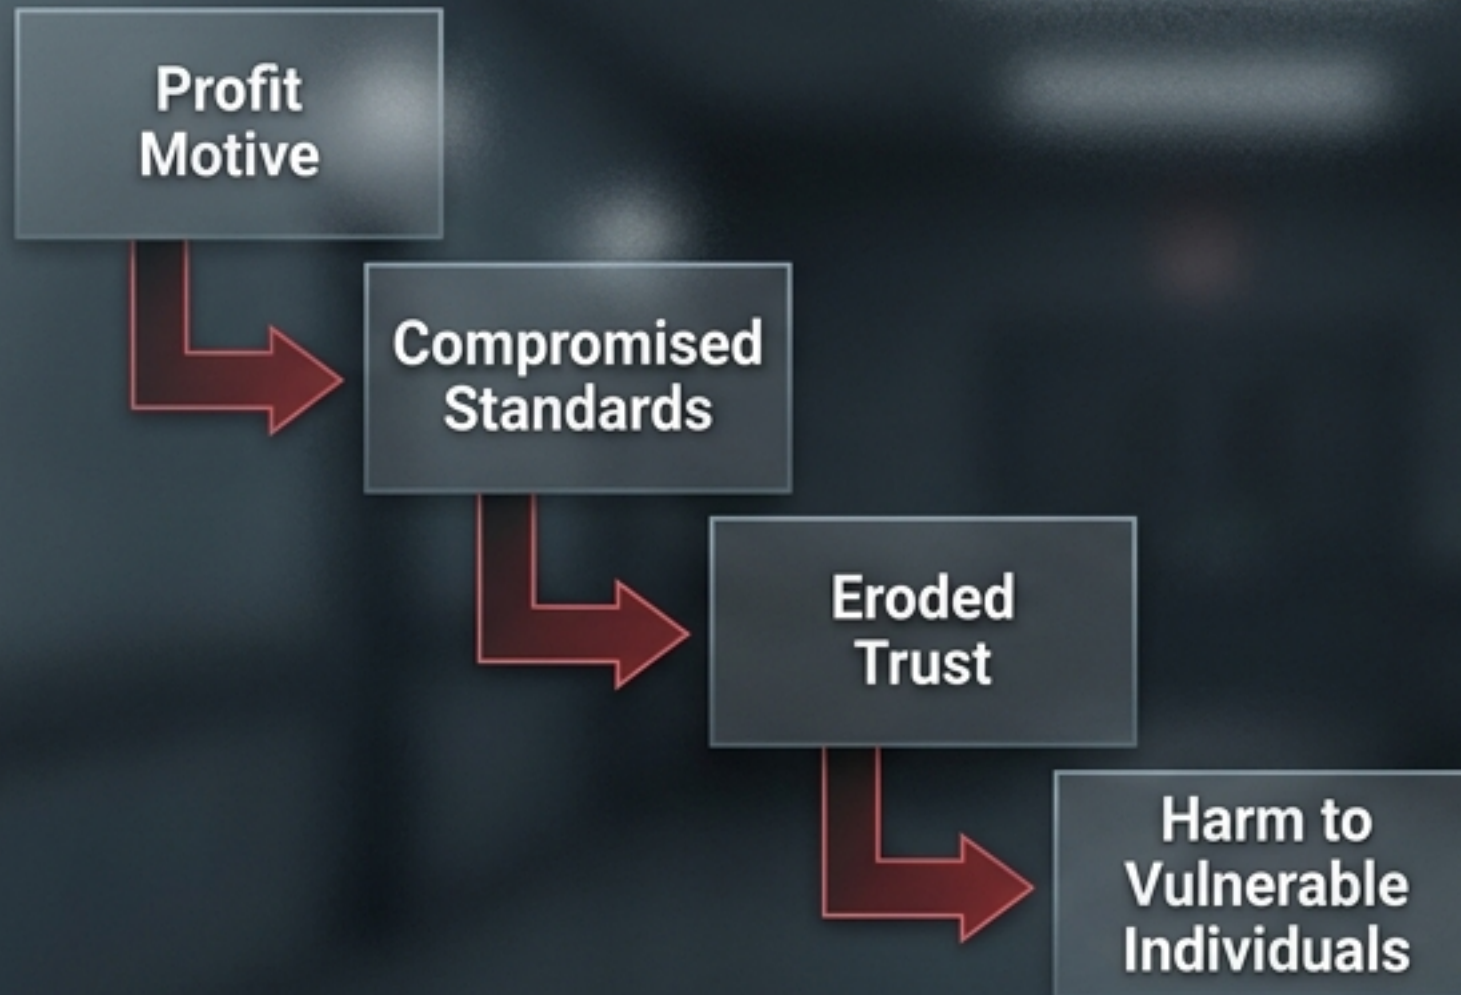 Profit
Motive
Compromised
Standards
Eroded
Trust
Harm to
Vulnerable
Individuals